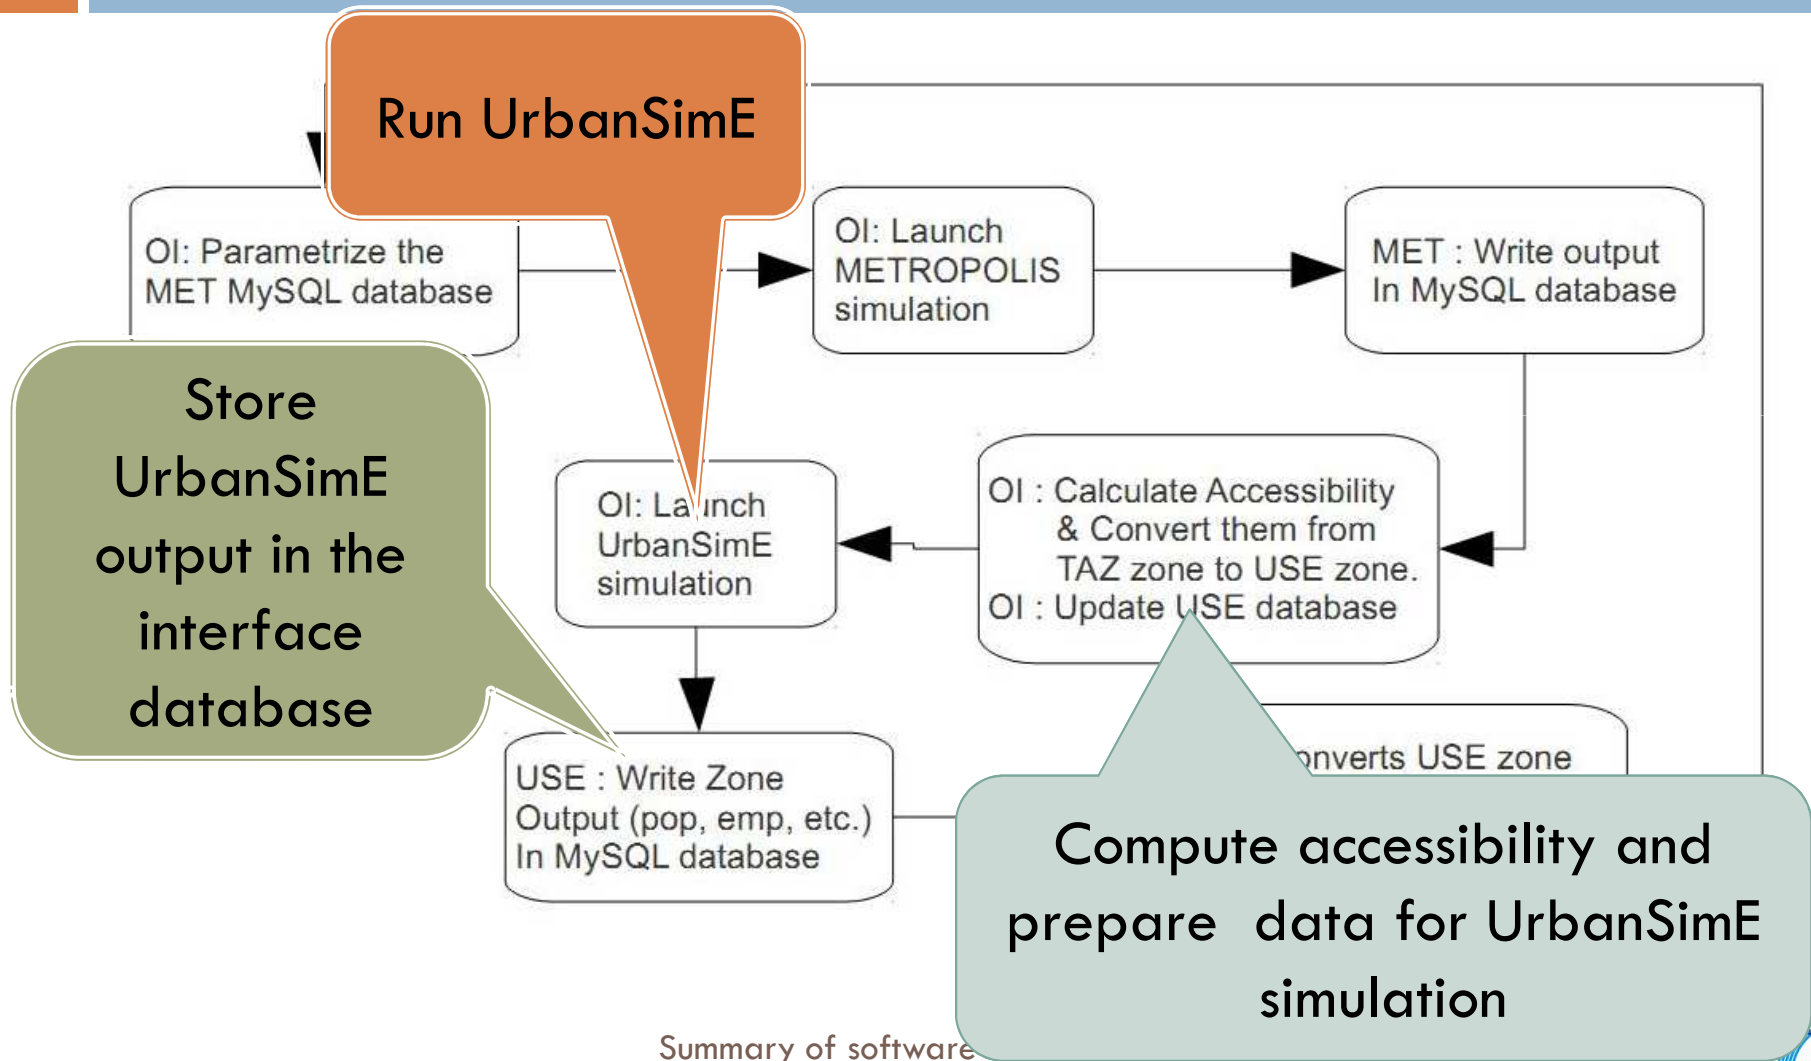 Run UrbanSimE
OI: Parametrize the
MET MySQL database
OI: Launch
METROPOLIS
simulation
MET : Write output
In MySQL database
Store
UrbanSimE
output in the
interface
database
OI: Launch
UrbanSimE
simulation
OI : Calculate Accessibility
& Convert them from
TAZ zone to USE zone.
OI : Update USE database
USE : Write Zone
Output (pop, emp, etc.)
In MySQL database
USE zone
Compute accessibility and
prepare data for UrbanSimE
simulation
Summary of software